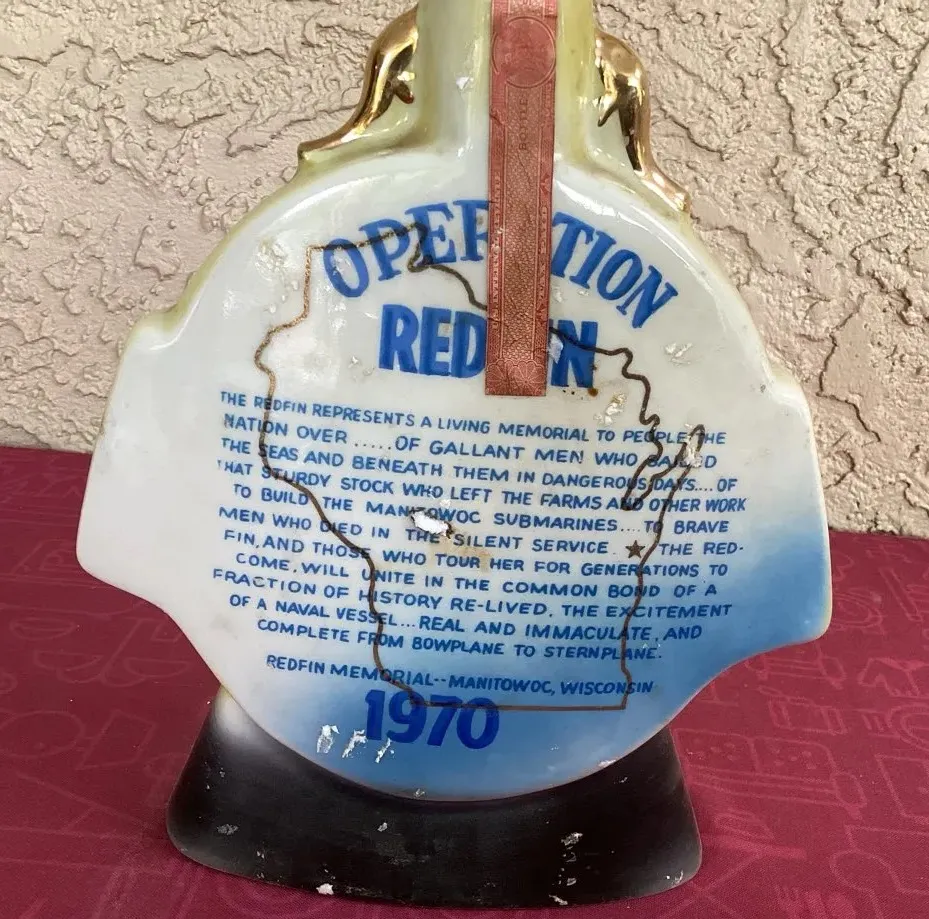 OPERATION
REDFIN
THE REDFIN REPRESENTS A LIVING MEMORIAL TO PEOPLE THE
NATION OVER.....OF GALLANT MEN WHO SAILED
THE SEAS AND BENEATH THEM IN DANGEROUS DAYS....OF
THAT STURDY STOCK WHO LEFT THE FARMS AND OTHER WORK
TO BUILD THE MANITOWOC SUBMARINES....TO BRAVE
MEN WHO DIED IN THE SILENT SERVICE. ★ THE RED-
FIN, AND THOSE WHO TOUR HER FOR GENERATIONS TO
COME, WILL UNITE IN THE COMMON BOND OF A
FRACTION OF HISTORY RE-LIVED. THE EXCITEMENT
OF A NAVAL VESSEL...REAL AND IMMACULATE, AND
COMPLETE FROM BOWPLANE TO STERNPLANE.
REDFIN MEMORIAL--MANITOWOC, WISCONSIN
1970